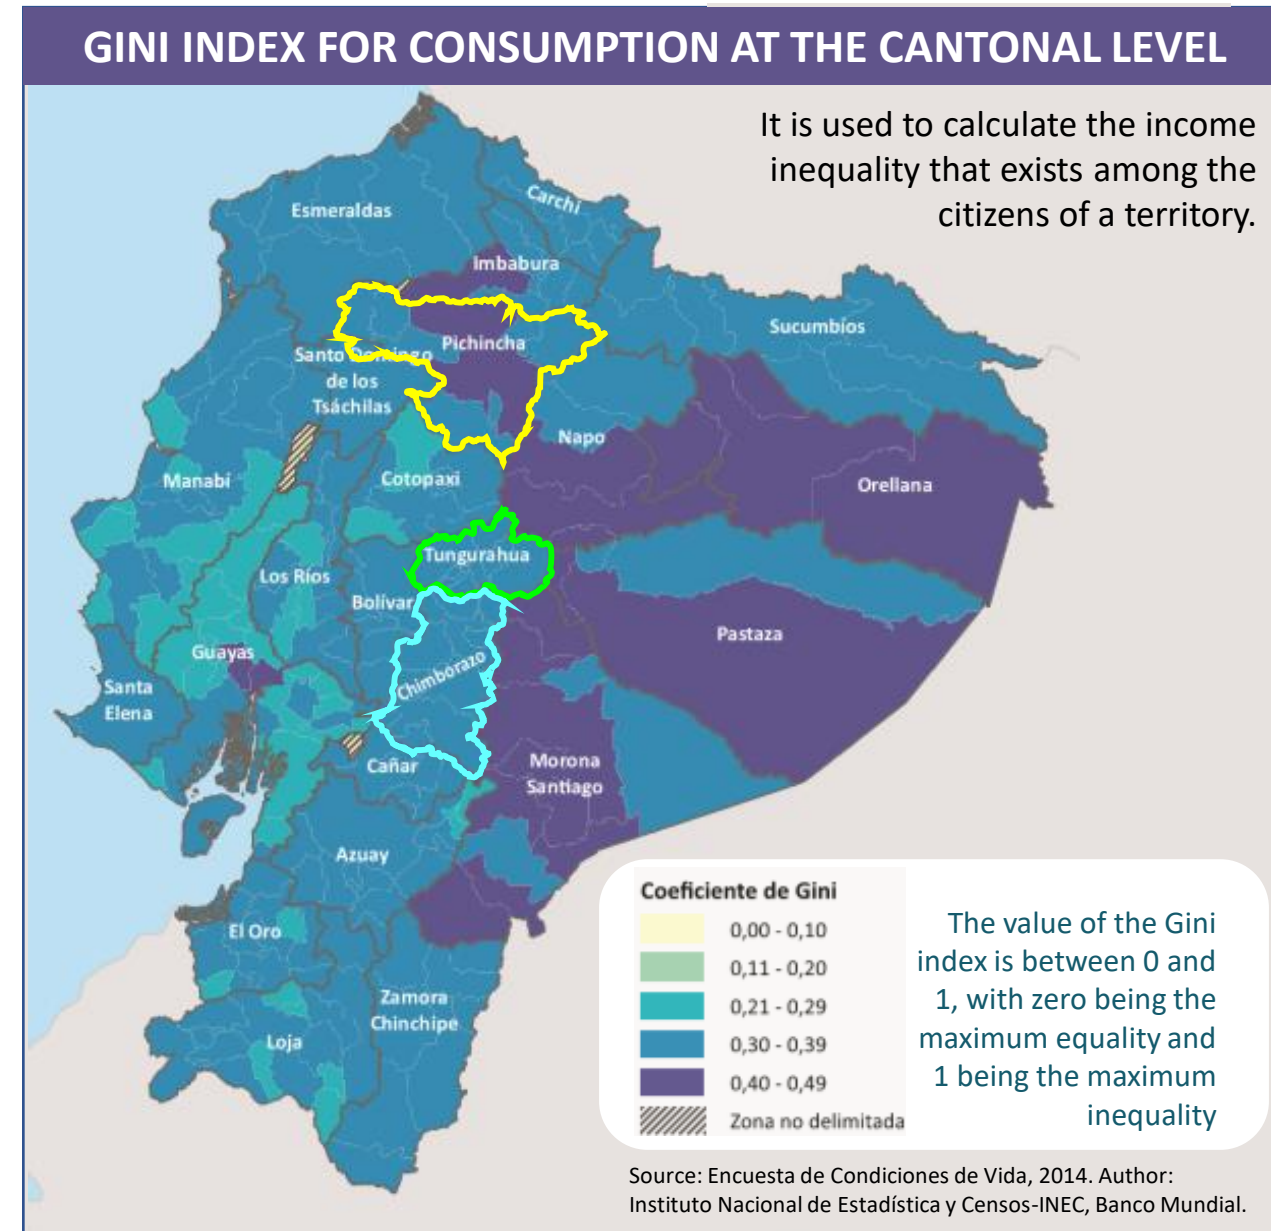 GINI INDEX FOR CONSUMPTION AT THE CANTONAL LEVEL
It is used to calculate the income
inequality that exists among the
citizens of a territory.
Esmeraldas
Carchi
Imbabura
Sucumbíos
Pichincha
Santo Domingo
de los
Tsáchilas
Napo
Manabí
Cotopaxi
Orellana
Tungurahua
Los Ríos
Bolívar
Pastaza
Guayas
Chimborazo
Santa
Elena
Cañar
Morona
Santiago
Azuay
El Oro
Zamora
Chinchipe
Loja
Coeficiente de Gini
0,00 - 0,10
0,11 - 0,20
0,21 - 0,29
0,30 - 0,39
0,40 - 0,49
Zona no delimitada
The value of the Gini
index is between 0 and
1, with zero being the
maximum equality and
1 being the maximum
inequality
Source: Encuesta de Condiciones de Vida, 2014. Author:
Instituto Nacional de Estadística y Censos-INEC, Banco Mundial.